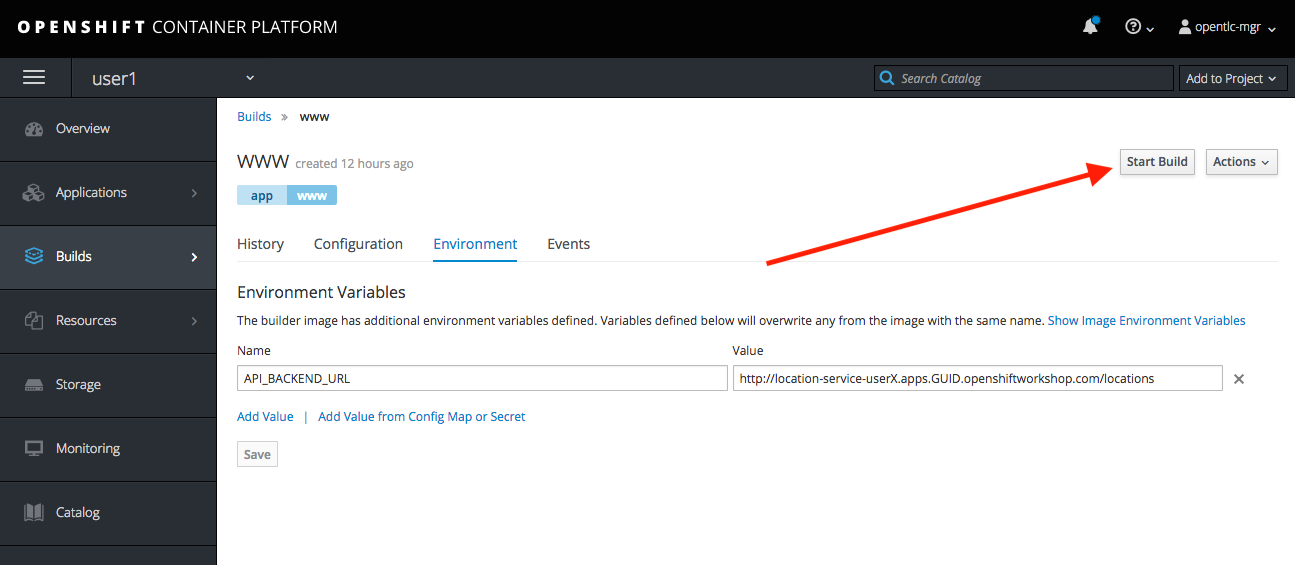 OPENSHIFT CONTAINER PLATFORM
opentlc-mgr
user1
Search Catalog
Add to Project
Overview
Applications
Builds
Resources
Storage
Monitoring
Catalog
Builds » www
WWW created 12 hours ago
Start Build
Actions
app www
History Configuration Environment Events
Environment Variables
The builder image has additional environment variables defined. Variables defined below will overwrite any from the image with the same name. Show Image Environment Variables
Name Value
API_BACKEND_URL http://location-service-userX.apps.GUID.openshiftworkshop.com/locations
Add Value | Add Value from Config Map or Secret
Save